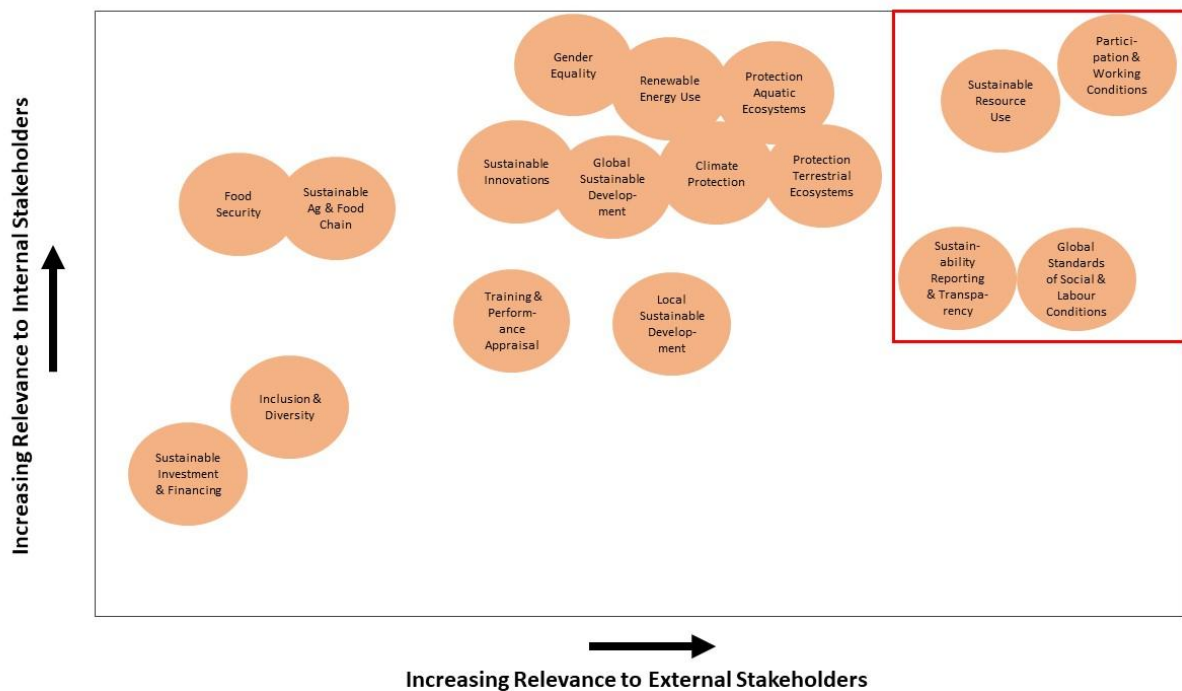 Increasing Relevance to Internal Stakeholders
Gender
Equality
Renewable
Energy Use
Protection
Aquatic
Ecosystems
Sustainable
Resource
Use
Partici-
pation &
Working
Conditions
Food
Security
Sustainable
Ag & Food
Chain
Sustainable
Innovations
Global
Sustainable
Develop-
ment
Climate
Protection
Protection
Terrestrial
Ecosystems
Sustain-
ability
Reporting
& Transpa-
rency
Global
Standards
of Social &
Labour
Conditions
Training &
Perform-
ance
Appraisal
Local
Sustainable
Develop-
ment
Inclusion &
Diversity
Sustainable
Investment
& Financing
Increasing Relevance to External Stakeholders